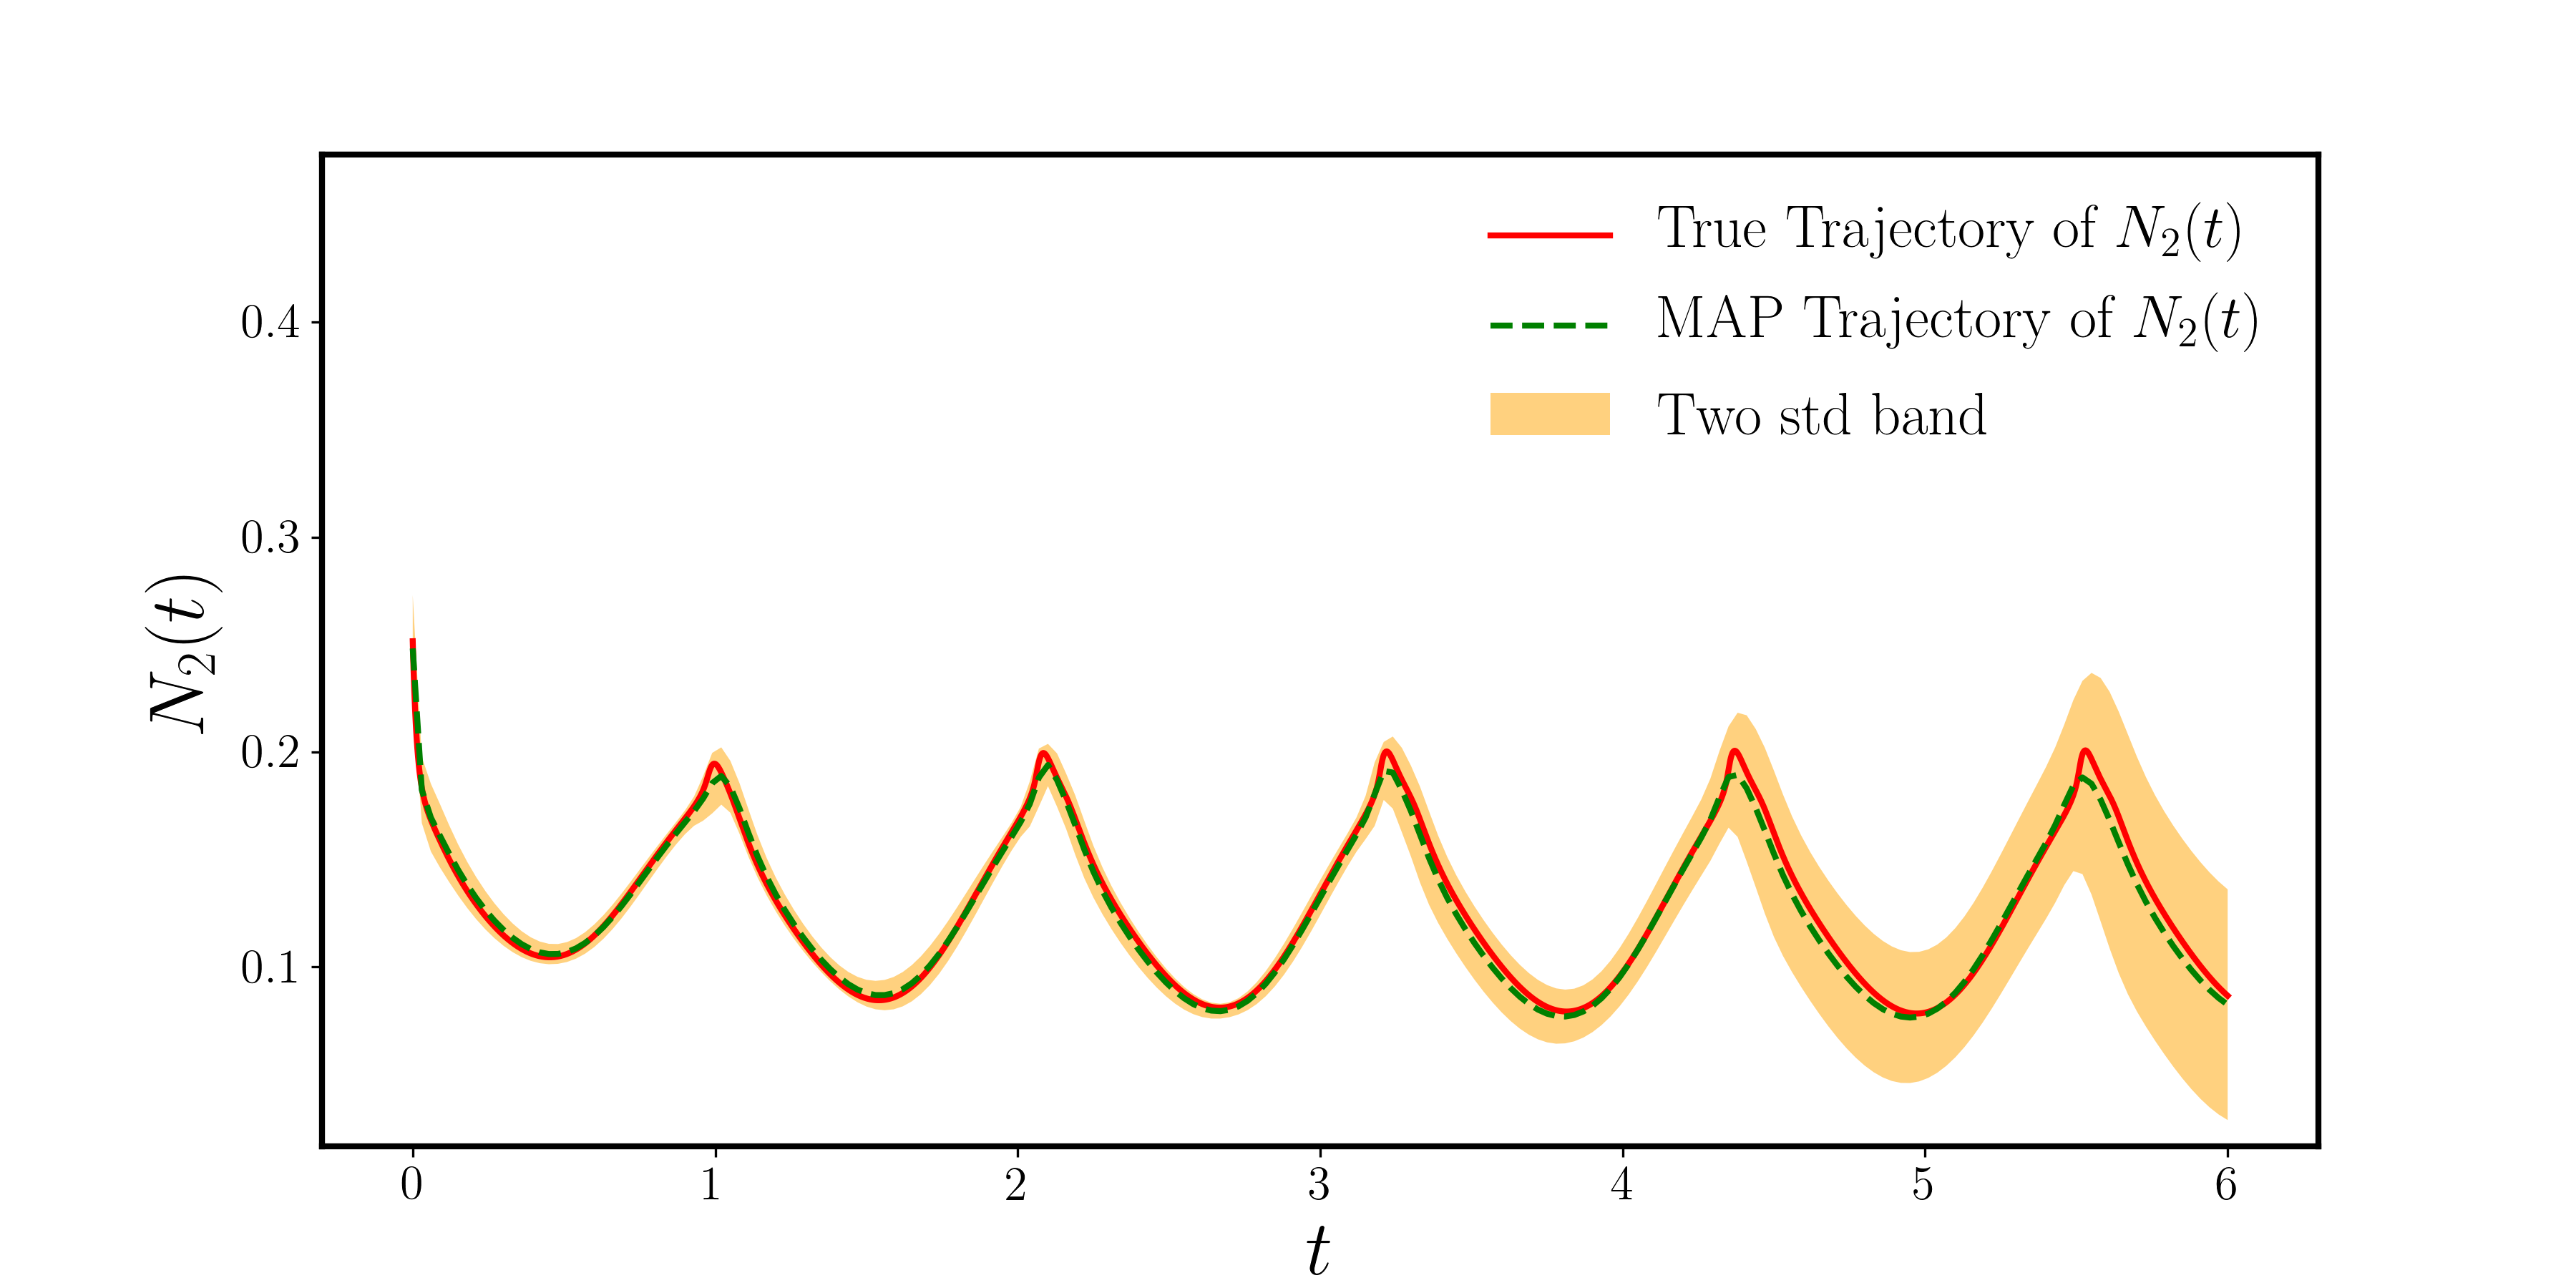 True Trajectory of N₂(t)
MAP Trajectory of N₂(t)
Two std band
0.4
0.3
0.2
0.1
N₂(t)
0 1 2 3 4 5 6
t